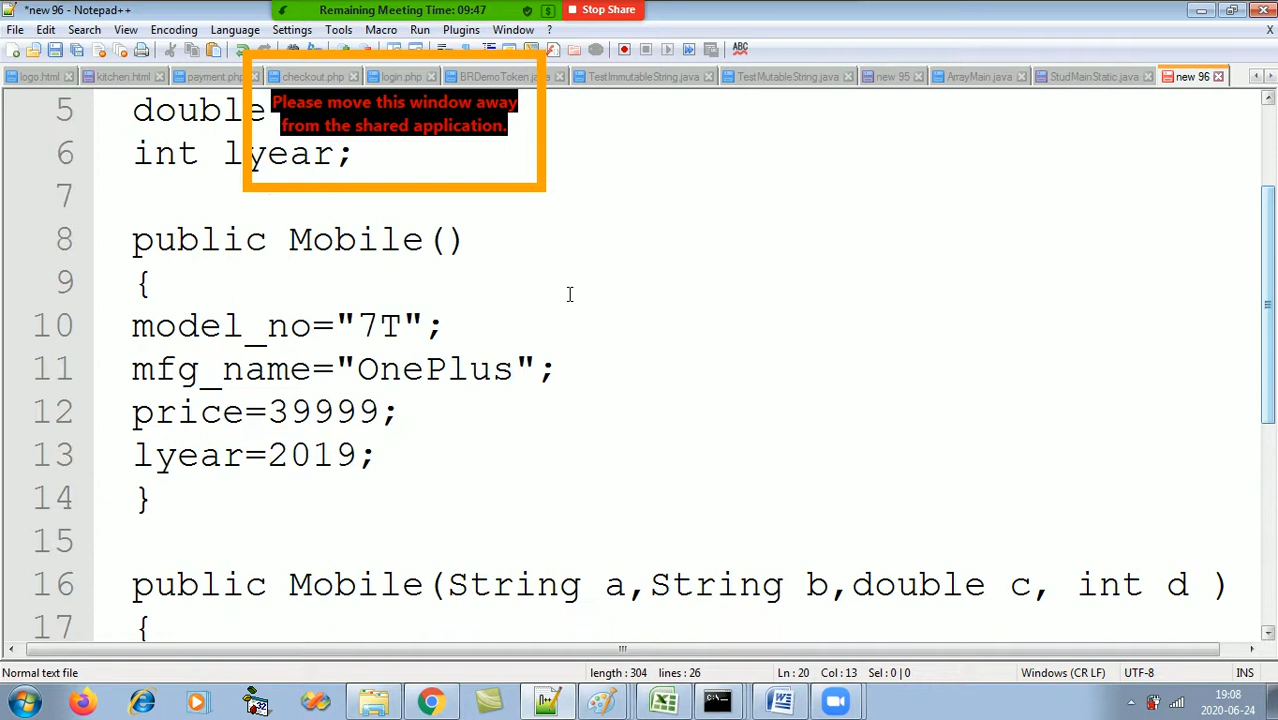 *new 96 - Notepad++
Remaining Meeting Time: 09:47
Stop Share
File Edit Search View Encoding Language Settings Tools Macro Run Plugins Window ?
X
logo.html kitchen.html payment.php checkout.php login.php BRDemoToken.java TestImmutableString.java TestMutableString.java new 95 ArrayMain.java StudentNonStatic.java new 96
Please move this window away
from the shared application.
5 double
6 int lyear;
7
8 public Mobile()
9 {
10 model_no="7T";
11 mfg_name="OnePlus";
12 price=39999;
13 lyear=2019;
14 }
15
16 public Mobile(String a,String b,double c, int d )
17 {
Normal text file length : 304 lines : 26 Ln : 20 Col : 13 Sel : 0 | 0 Windows (CR LF) UTF-8 INS
19:08
2020-06-24